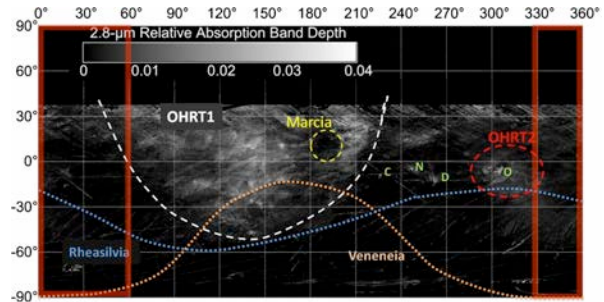 0° 30° 60° 90° 120° 150° 180° 210° 240° 270° 300° 330° 360°
90°
2.8-μm Relative Absorption Band Depth
0 0.01 0.02 0.03 0.04
60°
30°
OHRT1
Marcia
OHRT2
0°
C N D O
-30°
-60°
Rheasilvia
Veneneia
-90°